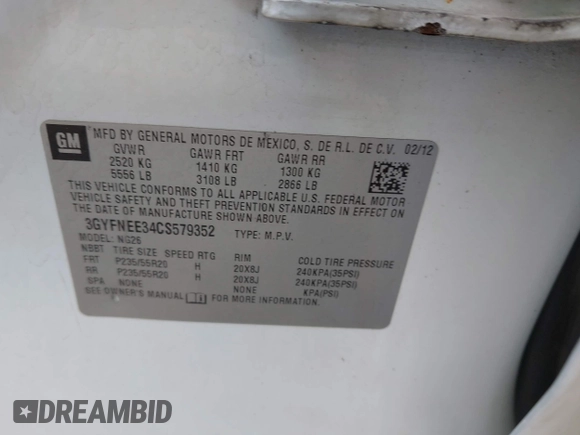 GM
MFD BY GENERAL MOTORS DE MEXICO, S. DE R.L. DE C.V. 02/12
GVWR GAWR FRT GAWR RR
2520 KG 1410 KG 1300 KG
5556 LB 3108 LB 2866 LB
THIS VEHICLE CONFORMS TO ALL APPLICABLE U.S. FEDERAL MOTOR
VEHICLE SAFETY AND THEFT PREVENTION STANDARDS IN EFFECT ON
THE DATE OF MANUFACTURE SHOWN ABOVE.
3GYFNEE34CS579352 TYPE: M.P.V.
MODEL: NG26
NBBT TIRE SIZE SPEED RTG RIM COLD TIRE PRESSURE
FRT P235/55R20 H 20X8J 240KPA(35PSI)
RR P235/55R20 H 20X8J 240KPA(35PSI)
SPA NONE NONE KPA(PSI)
SEE OWNER'S MANUAL FOR MORE INFORMATION.
DREAMBID